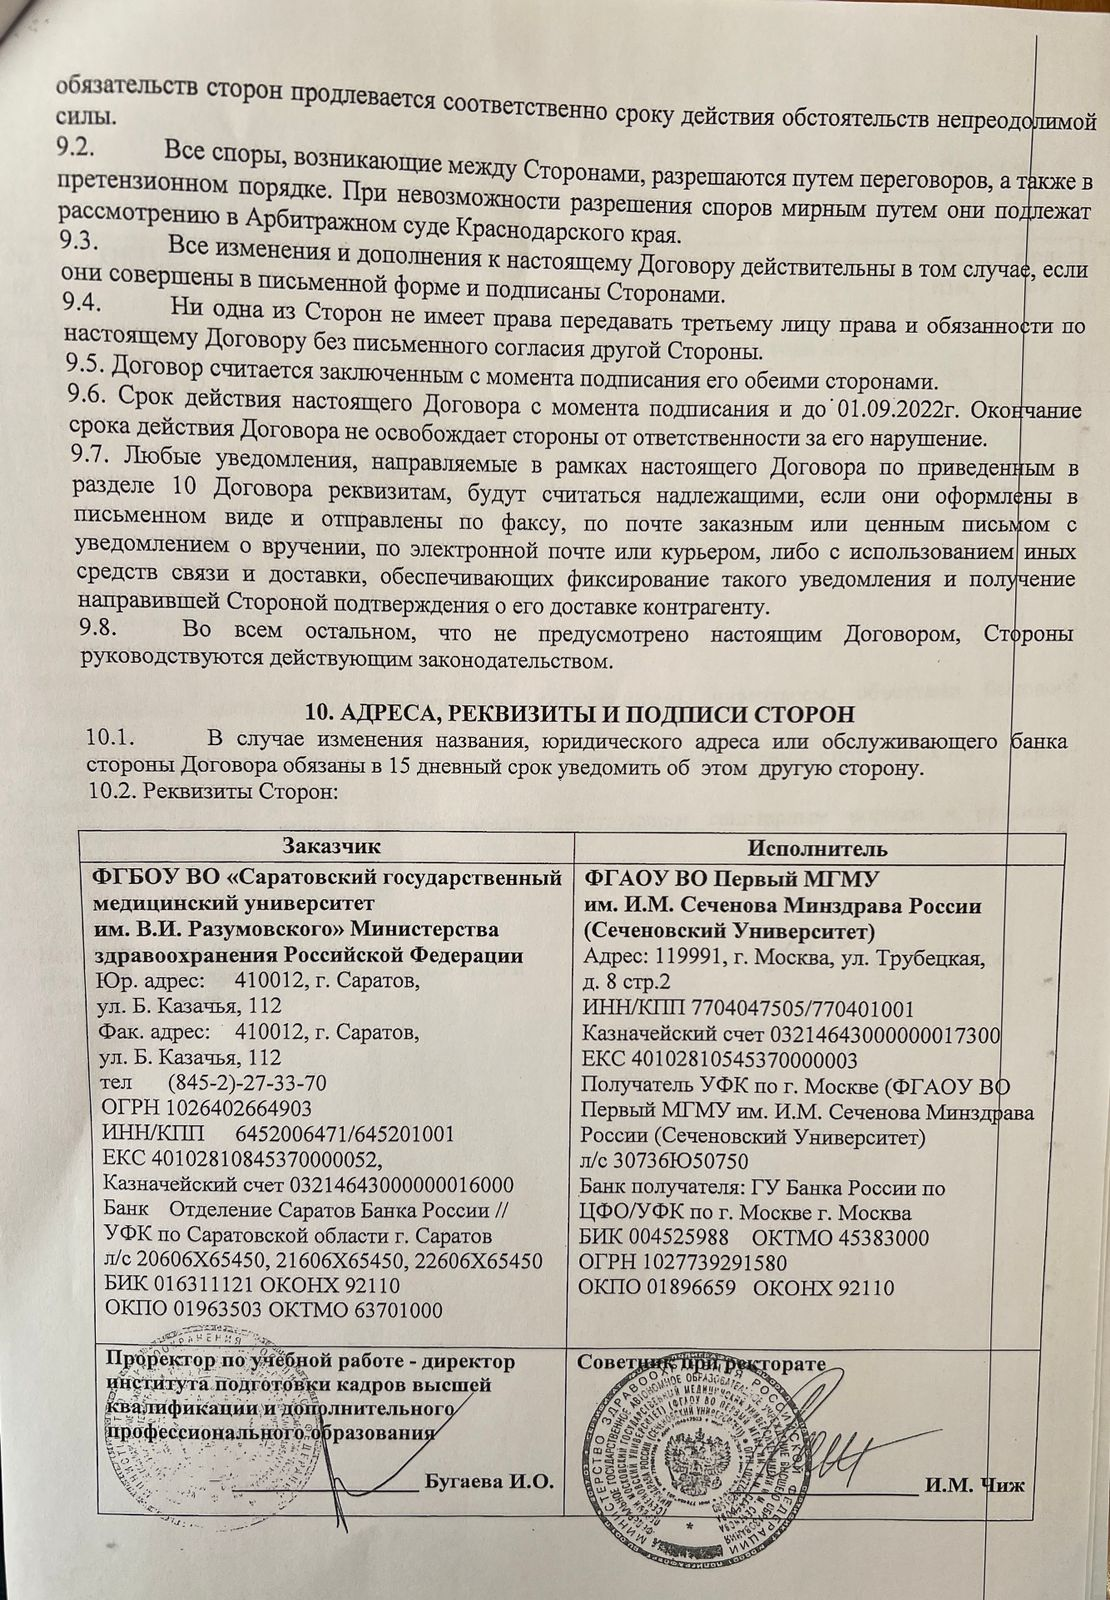 обязательств сторон продлевается соответственно сроку действия обстоятельств непреодолимой
силы.
9.2. Все споры, возникающие между Сторонами, разрешаются путем переговоров, а также в
претензионном порядке. При невозможности разрешения споров мирным путем они подлежат
рассмотрению в Арбитражном суде Краснодарского края.
9.3. Все изменения и дополнения к настоящему Договору действительны в том случае, если
они совершены в письменной форме и подписаны Сторонами.
9.4. Ни одна из Сторон не имеет права передавать третьему лицу права и обязанности по
настоящему Договору без письменного согласия другой Стороны.
9.5. Договор считается заключенным с момента подписания его обеими сторонами.
9.6. Срок действия настоящего Договора с момента подписания и до 01.09.2022г. Окончание
срока действия Договора не освобождает стороны от ответственности за его нарушение.
9.7. Любые уведомления, направляемые в рамках настоящего Договора по приведенным в
разделе 10 Договора реквизитам, будут считаться надлежащими, если они оформлены в
письменном виде и отправлены по факсу, по почте заказным или ценным письмом с
уведомлением о вручении, по электронной почте или курьером, либо с использованием иных
средств связи и доставки, обеспечивающих фиксирование такого уведомления и получение
направившей Стороной подтверждения о его доставке контрагенту.
9.8. Во всем остальном, что не предусмотрено настоящим Договором, Стороны
руководствуются действующим законодательством.
10. АДРЕСА, РЕКВИЗИТЫ И ПОДПИСИ СТОРОН
10.1. В случае изменения названия, юридического адреса или обслуживающего банка
стороны Договора обязаны в 15 дневный срок уведомить об этом другую сторону.
10.2. Реквизиты Сторон:
Заказчик
ФГБОУ ВО «Саратовский государственный
медицинский университет
им. В.И. Разумовского» Министерства
здравоохранения Российской Федерации
Юр. адрес: 410012, г. Саратов,
ул. Б. Казачья, 112
Фак. адрес: 410012, г. Саратов,
ул. Б. Казачья, 112
тел (845-2)-27-33-70
ОГРН 1026402664903
ИНН/КПП 6452006471/645201001
ЕКС 40102810845370000052,
Казначейский счет 03214643000000016000
Банк Отделение Саратов Банка России //
УФК по Саратовской области г. Саратов
л/с 20606Х65450, 21606Х65450, 22606Х65450
БИК 016311121 ОКОНХ 92110
ОКПО 01963503 ОКТМО 63701000
Проректор по учебной работе - директор
института подготовки кадров высшей
квалификации и дополнительного
профессионального образования
Бугаева И.О.
Исполнитель
ФГАОУ ВО Первый МГМУ
им. И.М. Сеченова Минздрава России
(Сеченовский Университет)
Адрес: 119991, г. Москва, ул. Трубецкая,
д. 8 стр.2
ИНН/КПП 7704047505/770401001
Казначейский счет 03214643000000017300
ЕКС 40102810545370000003
Получатель УФК по г. Москве (ФГАОУ ВО
Первый МГМУ им. И.М. Сеченова Минздрава
России (Сеченовский Университет)
л/с 30736Ю50750
Банк получателя: ГУ Банка России по
ЦФО/УФК по г. Москве г. Москва
БИК 004525988 ОКТМО 45383000
ОГРН 1027739291580
ОКПО 01896659 ОКОНХ 92110
Советник при ректорате
И.М. Чиж
МИНИСТЕРСТВО ЗДРАВООХРАНЕНИЯ РОССИЙСКОЙ ФЕДЕРАЦИИ